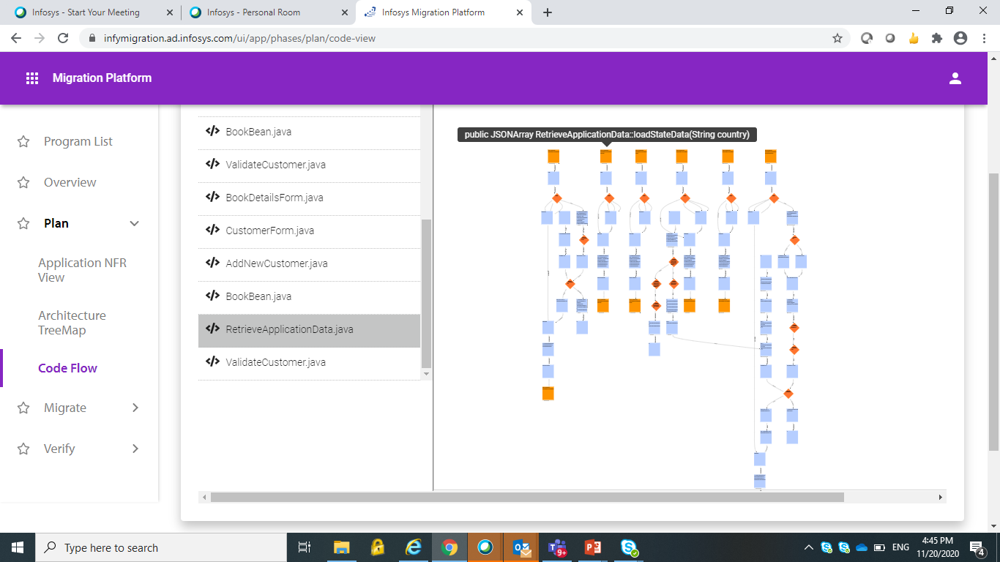 Infosys - Start Your Meeting
Infosys - Personal Room
Infosys Migration Platform
infymigration.ad.infosys.com/ui/app/phases/plan/code-view
Migration Platform
Program List
Overview
Plan
Application NFR
View
Architecture
TreeMap
Code Flow
Migrate
Verify
BookBean.java
ValidateCustomer.java
BookDetailsForm.java
CustomerForm.java
AddNewCustomer.java
BookBean.java
RetrieveApplicationData.java
ValidateCustomer.java
public JSONArray RetrieveApplicationData::loadStateData(String country)
Type here to search
9+
ENG
4:45 PM
11/20/2020
4